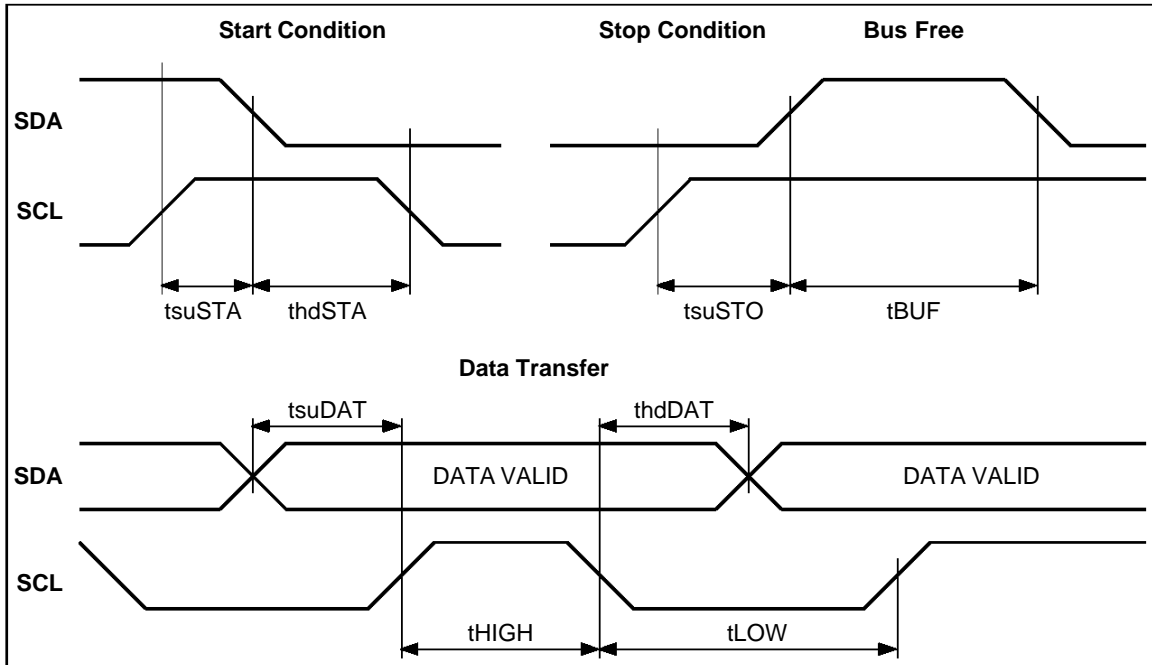 Start Condition
Stop Condition
Bus Free
SDA
SCL
tsuSTA
thdSTA
tsuSTO
tBUF
Data Transfer
tsuDAT
thdDAT
SDA
DATA VALID
DATA VALID
SCL
tHIGH
tLOW